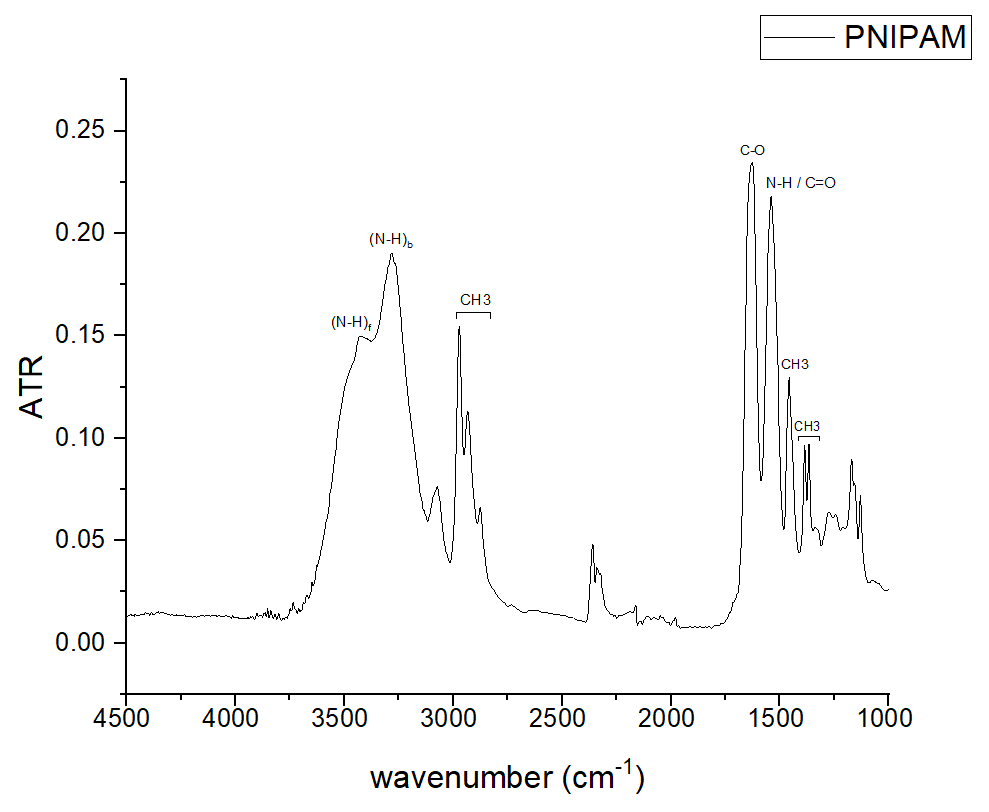 PNIPAM
C-O
N-H / C=O
(N-H)b
CH3
(N-H)f
CH3
CH3
0.25
0.20
0.15
0.10
0.05
0.00
ATR
4500 4000 3500 3000 2500 2000 1500 1000
wavenumber (cm-1)